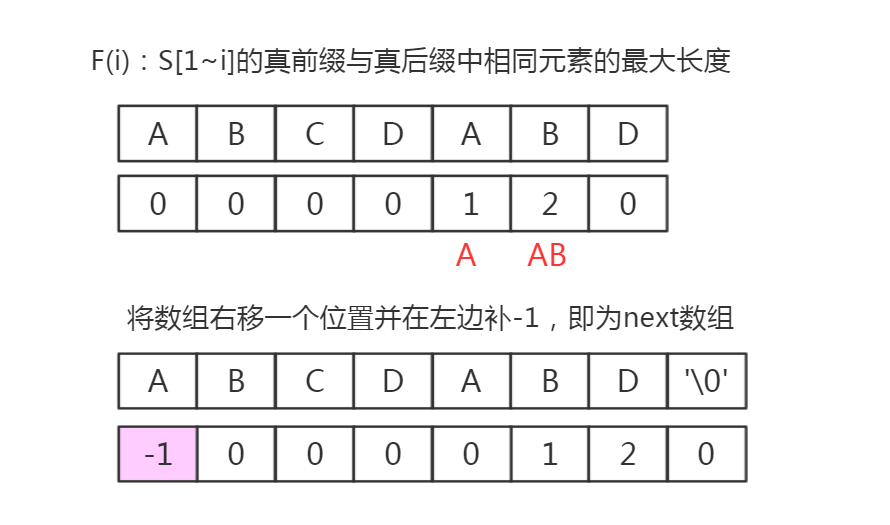 F(i)：S[1~i]的真前缀与真后缀中相同元素的最大长度
A B C D A B D
0 0 0 0 1 2 0
A AB
将数组右移一个位置并在左边补-1，即为next数组
A B C D A B D '\0'
-1 0 0 0 0 1 2 0